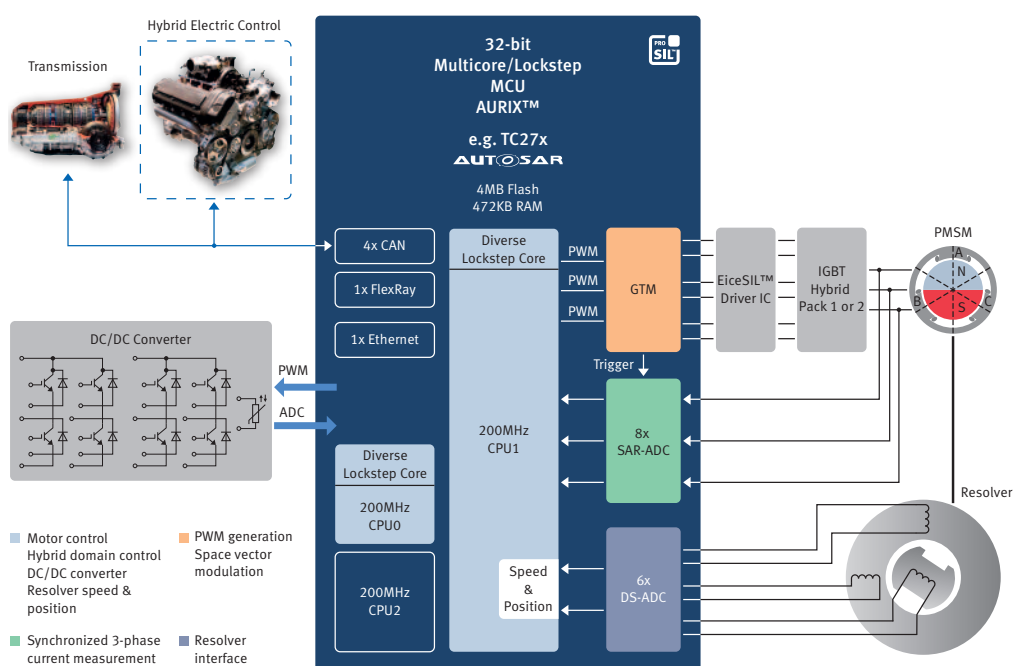 Hybrid Electric Control
Transmission
32-bit
Multicore/Lockstep
MCU
AURIX™
PRO
SIL™
e.g. TC27x
AUTOSAR
4MB Flash
472KB RAM
4x CAN
1x FlexRay
1x Ethernet
Diverse
Lockstep Core
200MHz
CPU1
PWM
PWM
PWM
GTM
Trigger
EiceSIL™
Driver IC
IGBT
Hybrid
Pack 1 or 2
PMSM
A
N
B
S
C
DC/DC Converter
PWM
ADC
Diverse
Lockstep Core
200MHz
CPU0
200MHz
CPU2
8x
SAR-ADC
Speed
&
Position
6x
DS-ADC
Resolver
Motor control
Hybrid domain control
DC/DC converter
Resolver speed &
position
PWM generation
Space vector
modulation
Synchronized 3-phase
current measurement
Resolver
interface